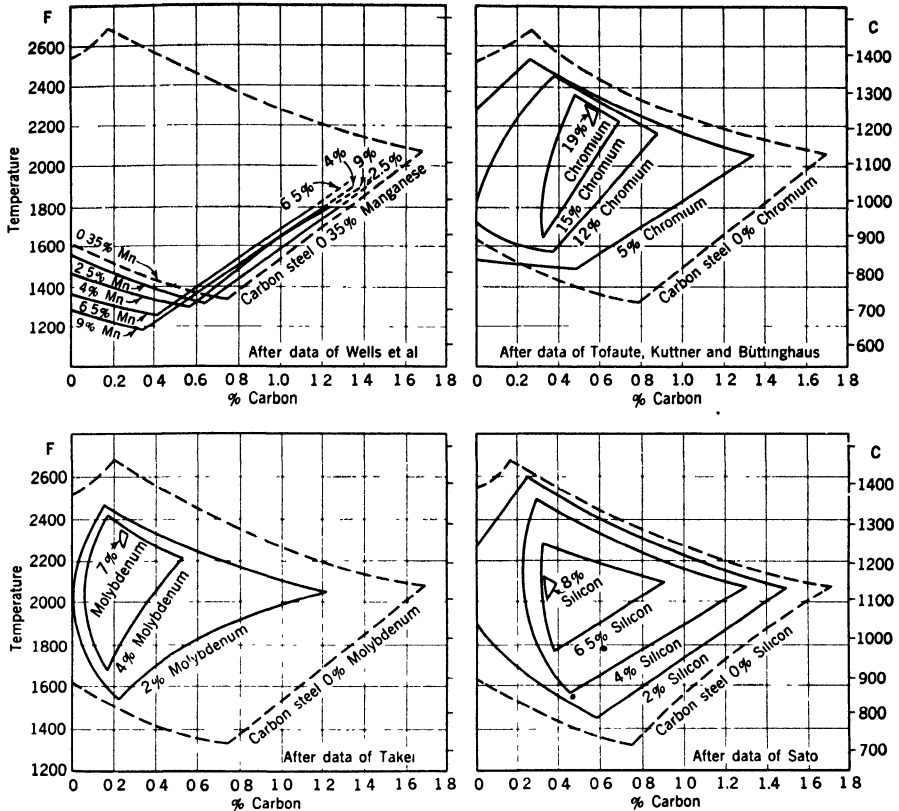 F
2600
2400
2200
2000
1800
1600
1400
1200
Temperature
65% 4% 9% 2.5%
0 35% Mn
2 5% Mn
4% Mn
6 5% Mn
9% Mn
Carbon steel 0 35% Manganese
After data of Wells et al
0 0.2 0.4 0.6 0 8 1.0 1.2 1.4 1.6 1 8
% Carbon
C
1400
1300
1200
1100
1000
900
800
700
600
19%
Chromium
15% Chromium
12% Chromium
5% Chromium
Carbon steel 0% Chromium
After data of Tofaute, Kuttner and Büttinghaus
0 0.2 0 4 0.6 0.8 1.0 1.2 1.4 1.6 1 8
% Carbon
F
2600
2400
2200
2000
1800
1600
1400
1200
Temperature
7%
Molybdenum
4% Molybdenum
2% Molybdenum
Carbon steel 0% Molybdenum
After data of Takei
0 0.2 0.4 0.6 0.8 1.0 1.2 1.4 1.6 1.8
% Carbon
C
1400
1300
1200
1100
1000
900
800
700
8%
Silicon
6 5% Silicon
4% Silicon
2% Silicon
Carbon steel 0% Silicon
After data of Sato
0 0.2 0.4 0.6 0.8 1.0 1.2 1.4 1.6 1.8
% Carbon